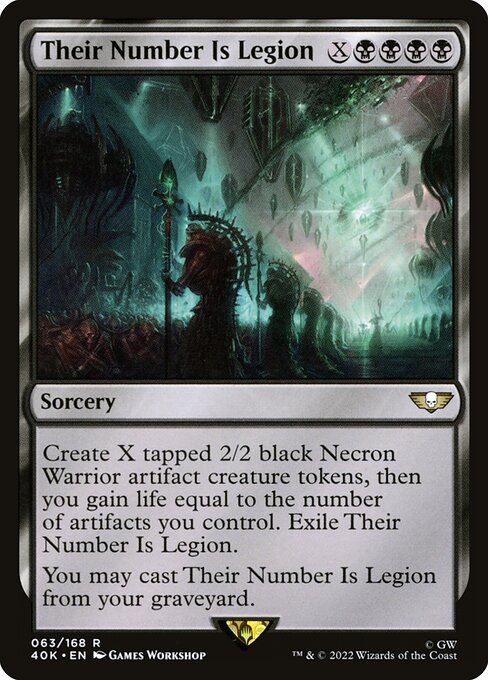 Their Number Is Legion X
Sorcery
Create X tapped 2/2 black Necron
Warrior artifact creature tokens, then
you gain life equal to the number
of artifacts you control. Exile Their
Number Is Legion.
You may cast Their Number Is Legion
from your graveyard.
063/168 R
40K • EN Games Workshop
© GW
™ & © 2022 Wizards of the Coast